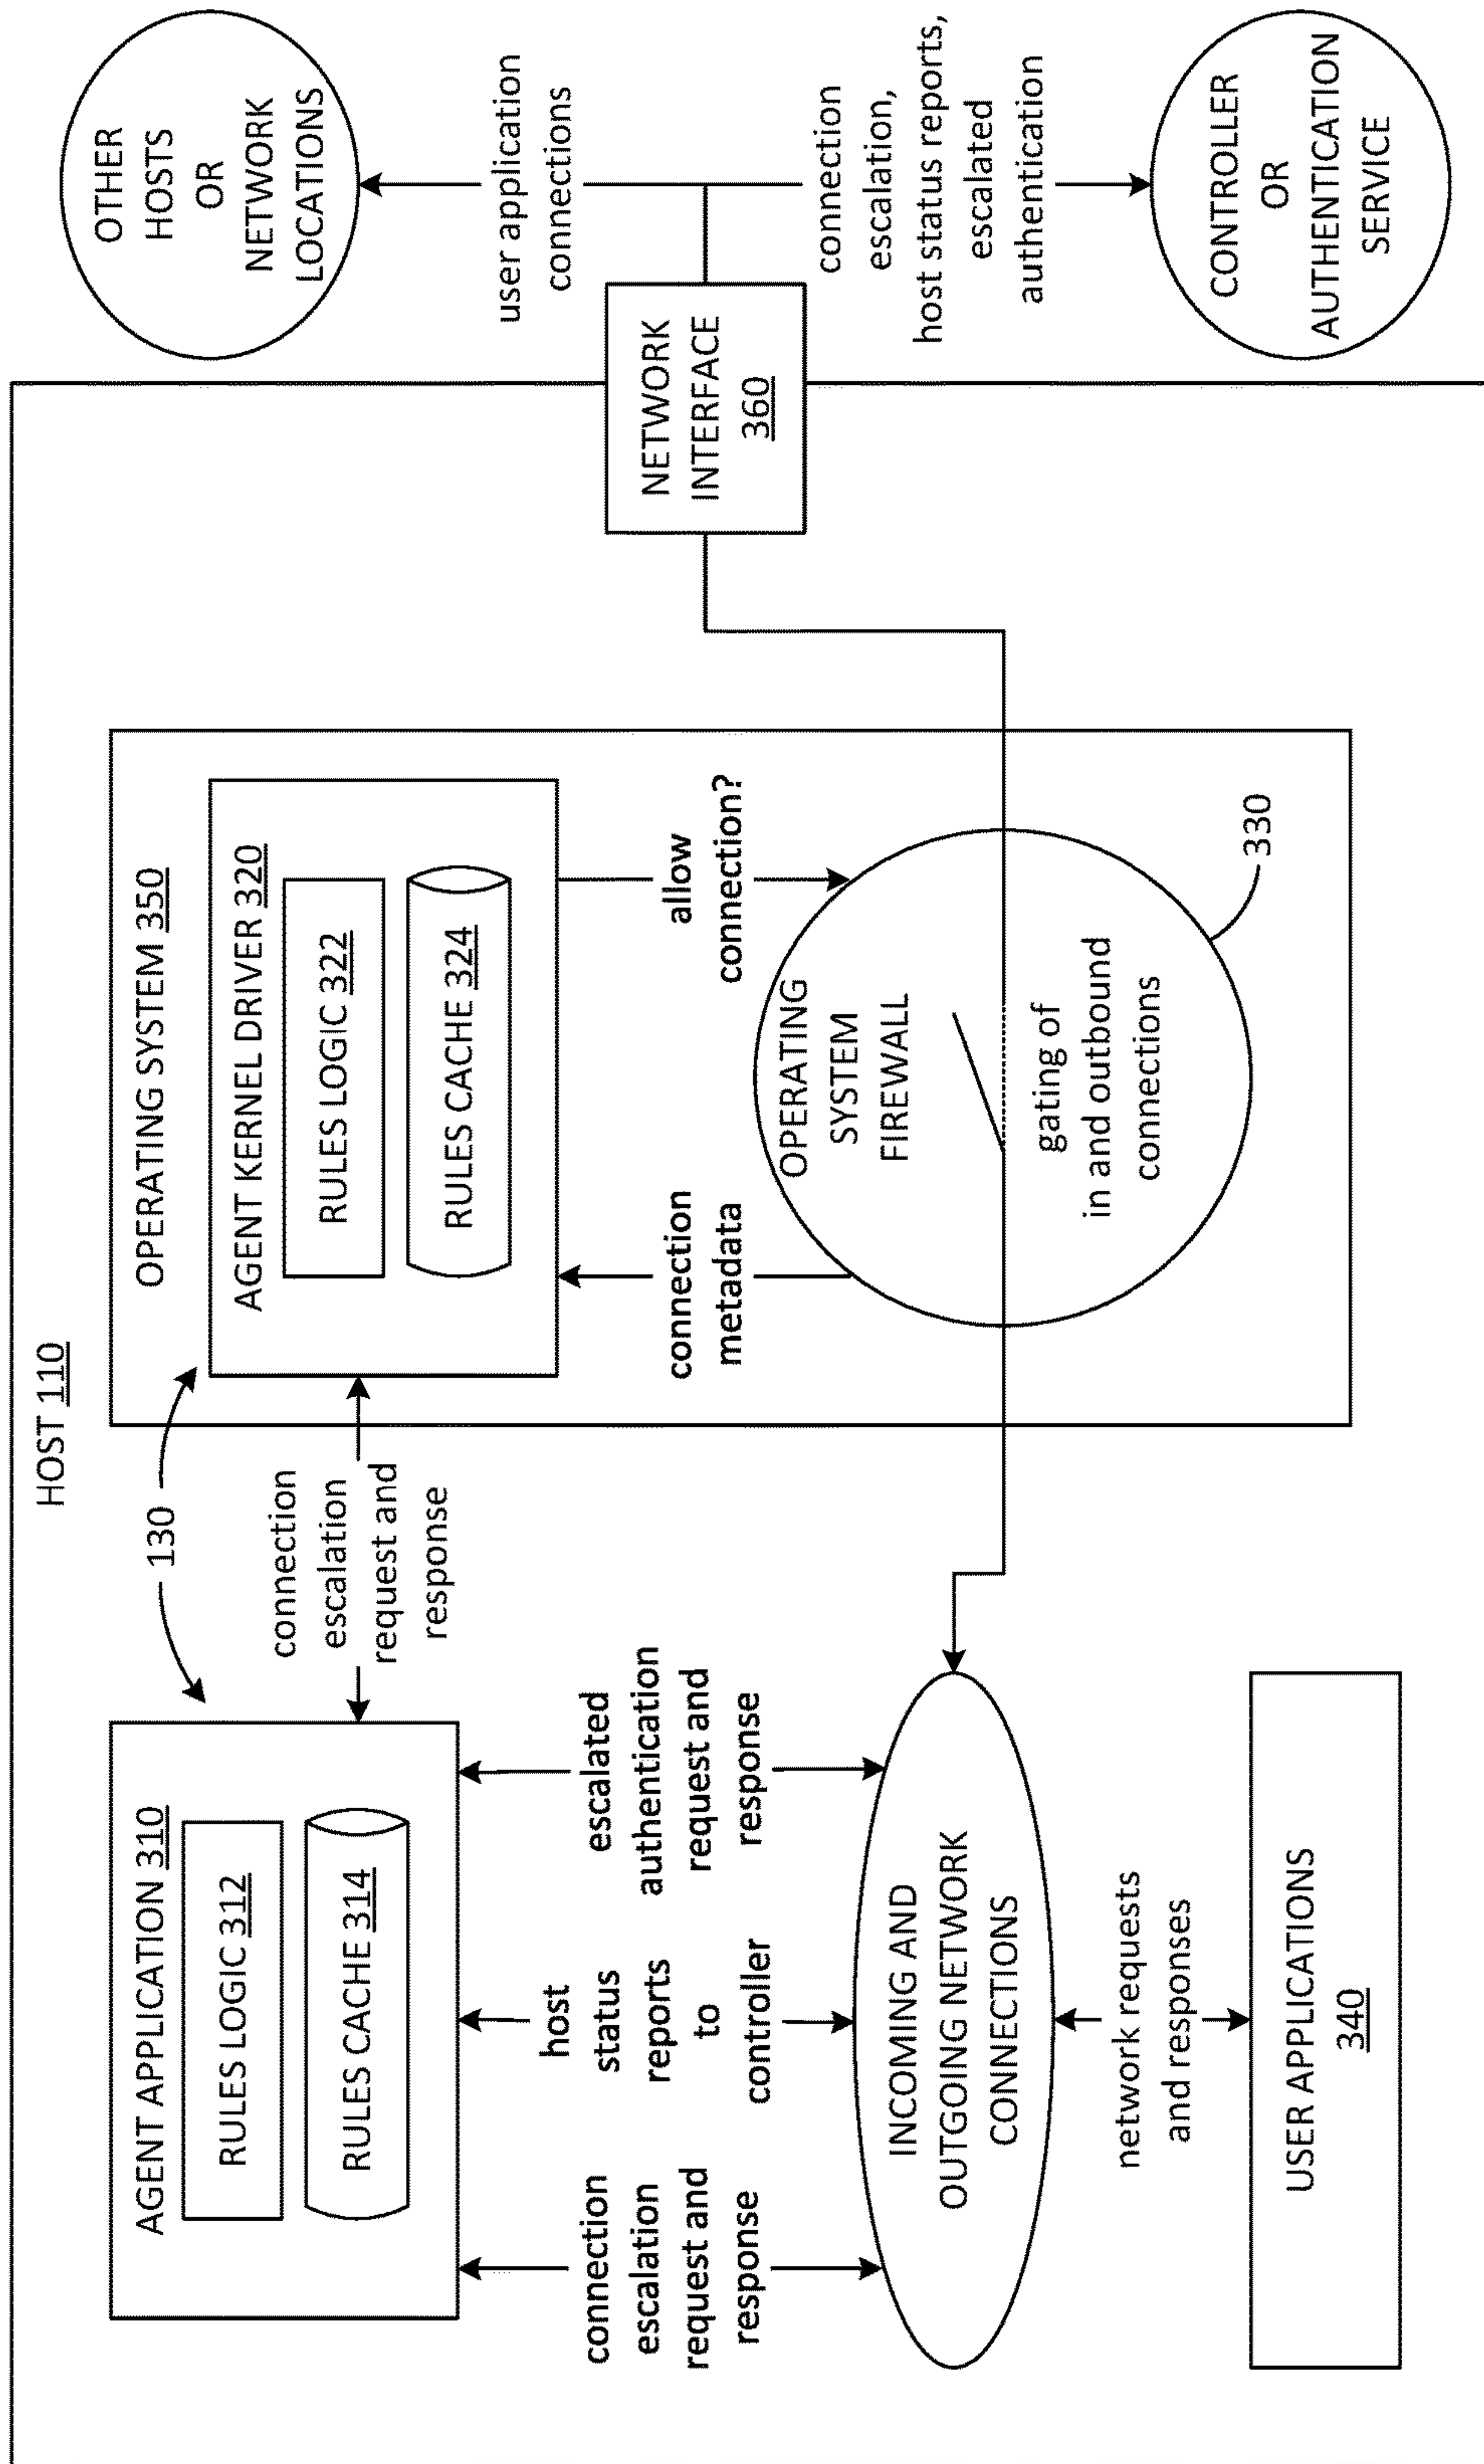 HOST 110
AGENT APPLICATION 310
RULES LOGIC 312
RULES CACHE 314
130
connection
escalation
request and
response
OPERATING SYSTEM 350
AGENT KERNEL DRIVER 320
RULES LOGIC 322
RULES CACHE 324
connection
escalation
request and
response
host
status
reports
to
controller
escalated
authentication
request and
response
connection
metadata
allow
connection?
OPERATING
SYSTEM
FIREWALL
gating of
in and outbound
connections
330
INCOMING AND
OUTGOING NETWORK
CONNECTIONS
network requests
and responses
USER APPLICATIONS
340
NETWORK
INTERFACE
360
OTHER
HOSTS
OR
NETWORK
LOCATIONS
user application
connections
connection
escalation,
host status reports,
escalated
authentication
CONTROLLER
OR
AUTHENTICATION
SERVICE